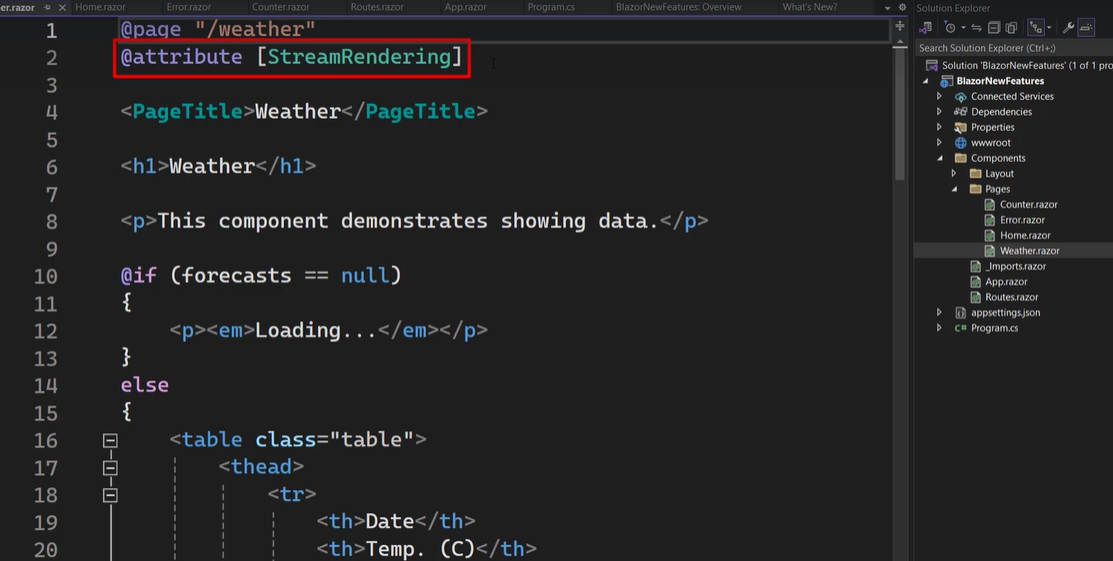 er.razor
Home.razor
Error.razor
Counter.razor
Routes.razor
App.razor
Program.cs
BlazorNewFeatures: Overview
What's New?
1 @page "/weather"
2 @attribute [StreamRendering]
3
4 <PageTitle>Weather</PageTitle>
5
6 <h1>Weather</h1>
7
8 <p>This component demonstrates showing data.</p>
9
10 @if (forecasts == null)
11 {
12 <p><em>Loading...</em></p>
13 }
14 else
15 {
16 <table class="table">
17 <thead>
18 <tr>
19 <th>Date</th>
20 <th>Temp. (C)</th>
Solution Explorer
Search Solution Explorer (Ctrl+;)
Solution 'BlazorNewFeatures' (1 of 1 pro
BlazorNewFeatures
Connected Services
Dependencies
Properties
wwwroot
Components
Layout
Pages
Counter.razor
Error.razor
Home.razor
Weather.razor
_Imports.razor
App.razor
Routes.razor
appsettings.json
C# Program.cs